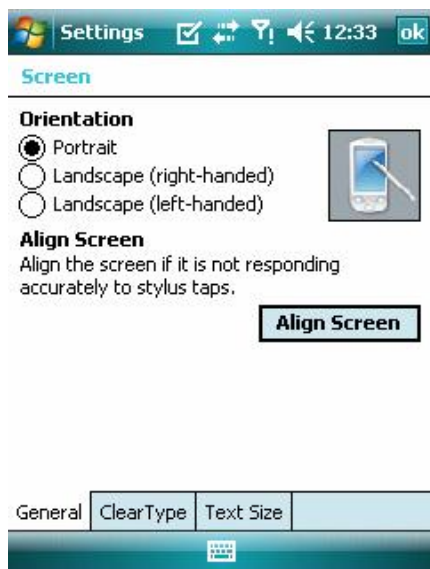 Settings 12:33 ok
Screen
Orientation
Portrait
Landscape (right-handed)
Landscape (left-handed)
Align Screen
Align the screen if it is not responding
accurately to stylus taps.
Align Screen
General ClearType Text Size